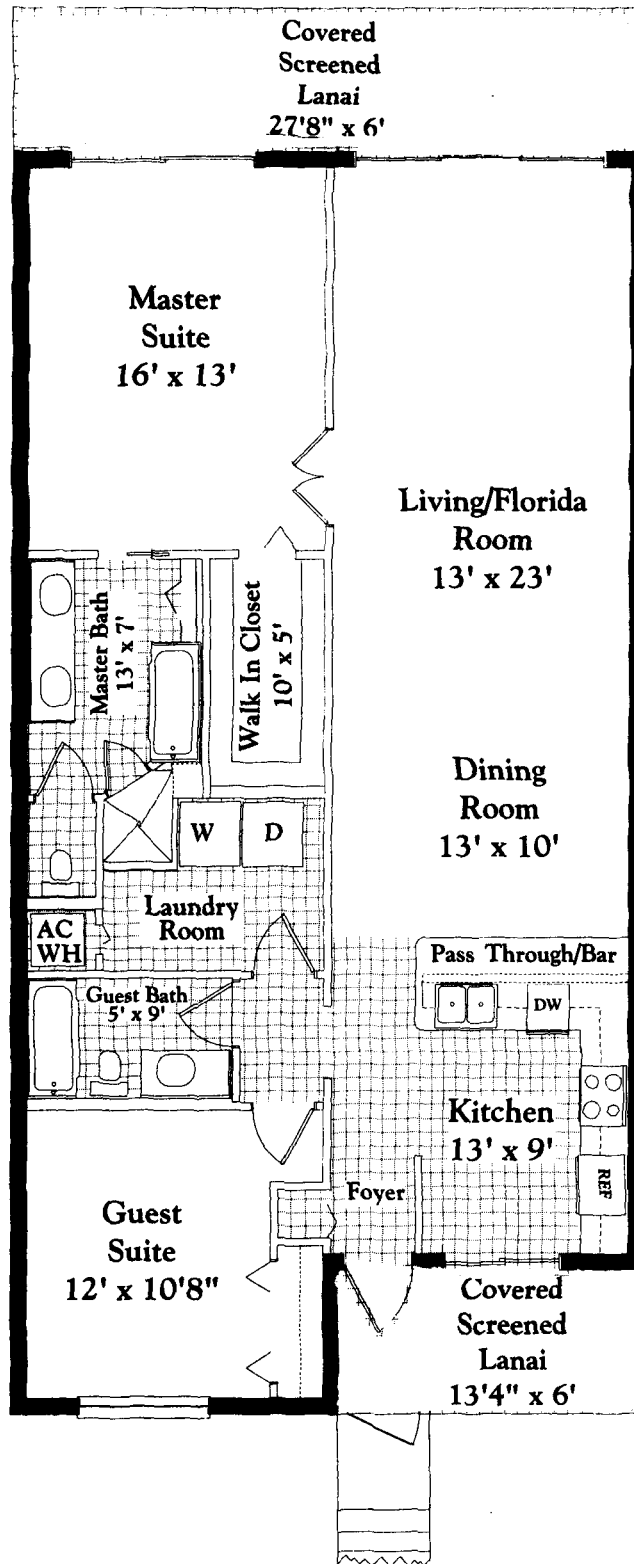 Covered
Screened
Lanai
27'8" x 6'
Master
Suite
16' x 13'
Living/Florida
Room
13' x 23'
Master Bath
13' x 7'
Walk In Closet
10' x 5'
Dining
Room
13' x 10'
W
D
Laundry
Room
AC
WH
Pass Through/Bar
Guest Bath
5' x 9'
DW
Kitchen
13' x 9'
REF
Foyer
Guest
Suite
12' x 10'8"
Covered
Screened
Lanai
13'4" x 6'